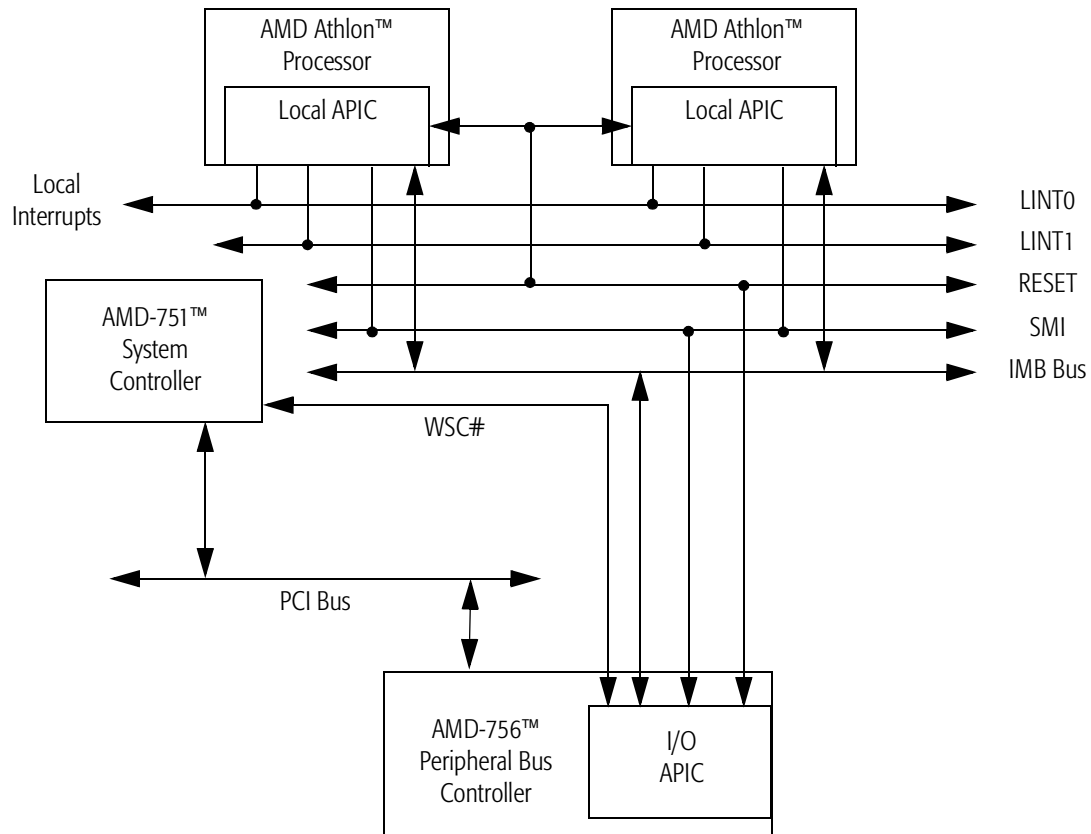 AMD Athlon™
Processor
Local APIC
AMD Athlon™
Processor
Local APIC
Local
Interrupts
LINT0
LINT1
RESET
SMI
IMB Bus
AMD-751™
System
Controller
WSC#
PCI Bus
AMD-756™
Peripheral Bus
Controller
I/O
APIC